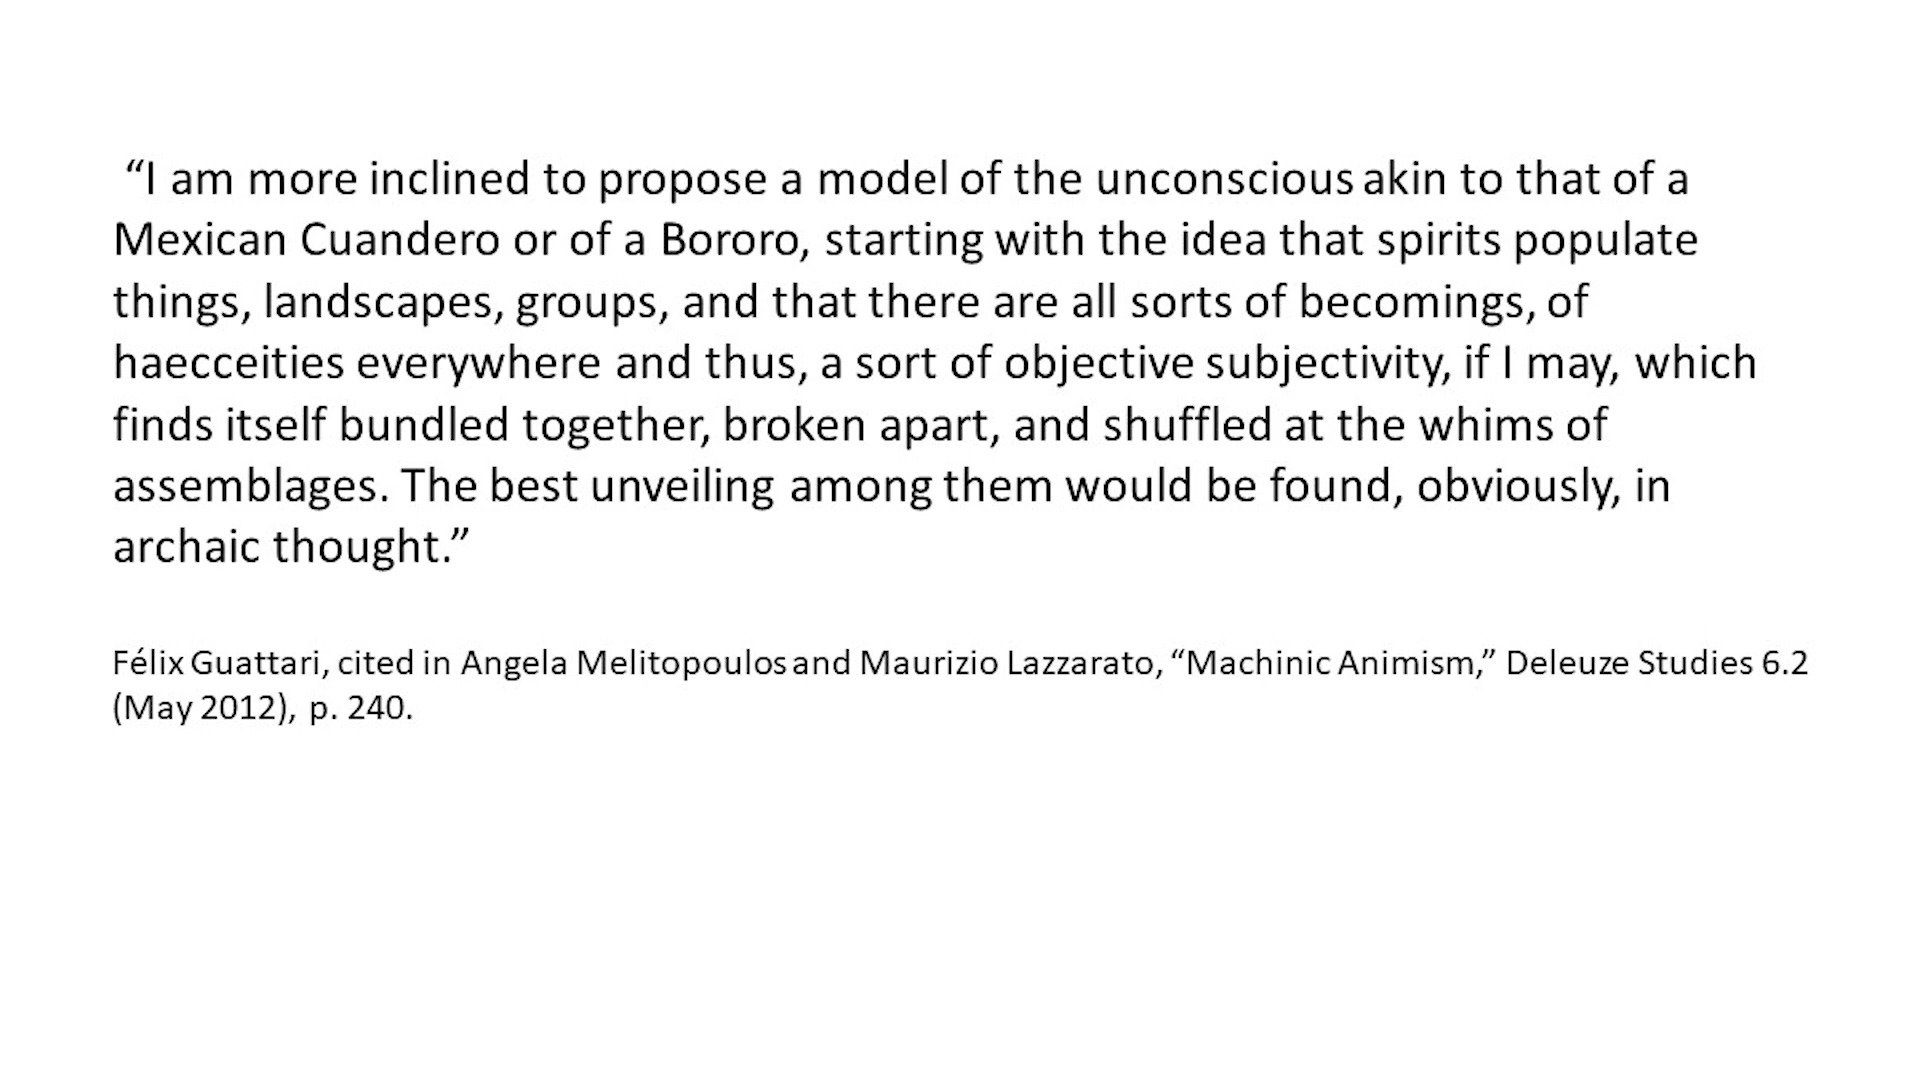 “I am more inclined to propose a model of the unconscious akin to that of a
Mexican Cuandero or of a Bororo, starting with the idea that spirits populate
things, landscapes, groups, and that there are all sorts of becomings, of
haecceities everywhere and thus, a sort of objective subjectivity, if I may, which
finds itself bundled together, broken apart, and shuffled at the whims of
assemblages. The best unveiling among them would be found, obviously, in
archaic thought.”
Félix Guattari, cited in Angela Melitopoulos and Maurizio Lazzarato, “Machinic Animism,” Deleuze Studies 6.2
(May 2012), p. 240.